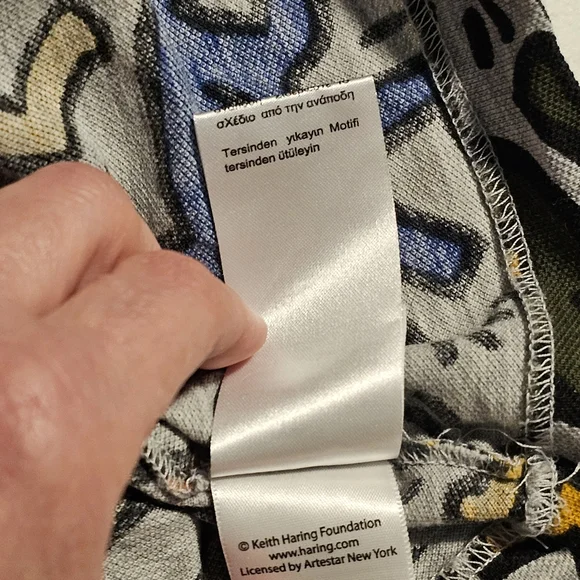 σχέδιο από την ανάποδη
Tersinden yıkayın Motifi
tersinden ütüleyin
© Keith Haring Foundation
www.haring.com
Licensed by Artestar New York